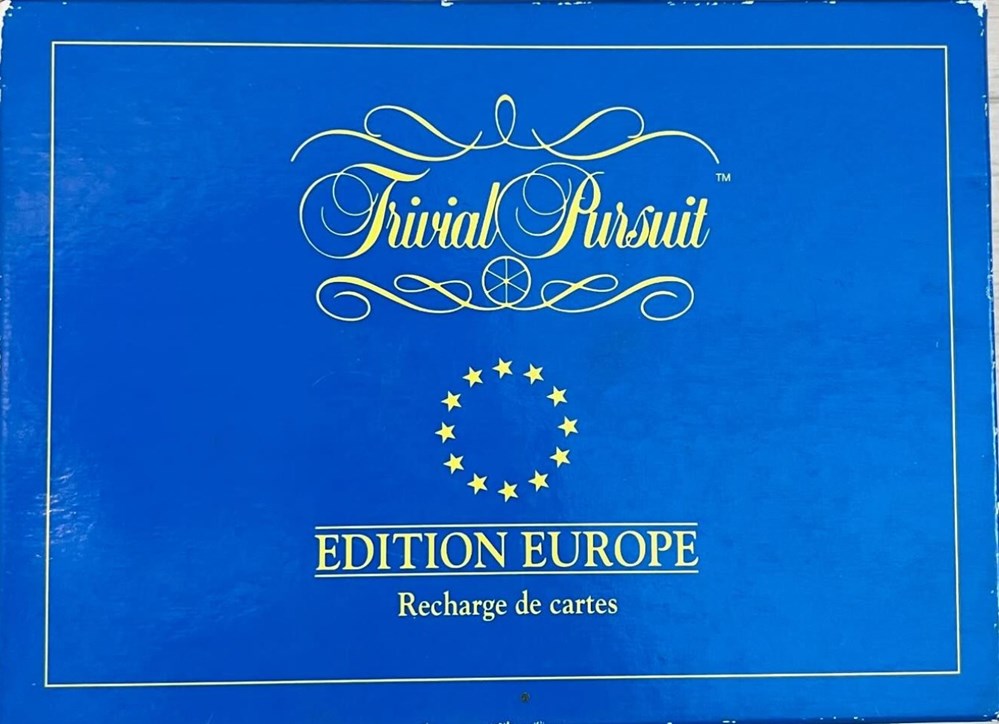 Trivial Pursuit™
EDITION EUROPE
Recharge de cartes